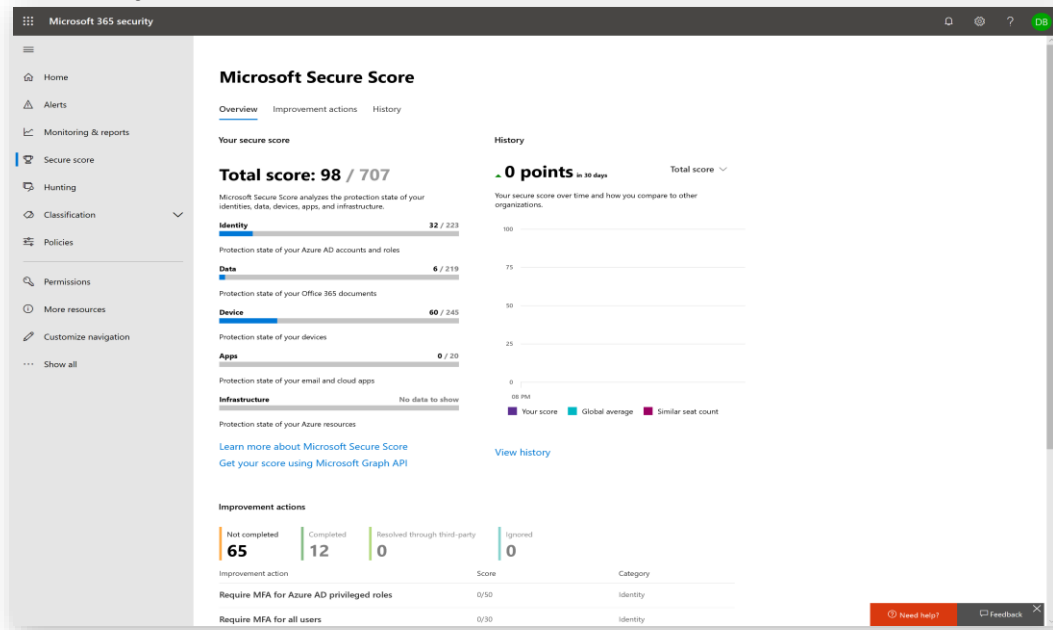 Microsoft 365 security
DB
Home
Alerts
Monitoring & reports
Secure score
Hunting
Classification
Policies
Permissions
More resources
Customize navigation
Show all
Microsoft Secure Score
Overview Improvement actions History
Your secure score
Total score: 98 / 707
Microsoft Secure Score analyzes the protection state of your
identities, data, devices, apps, and infrastructure.
Identity 32 / 223
Protection state of your Azure AD accounts and roles
Data 6 / 219
Protection state of your Office 365 documents
Device 60 / 245
Protection state of your devices
Apps 0 / 20
Protection state of your email and cloud apps
Infrastructure No data to show
Protection state of your Azure resources
Learn more about Microsoft Secure Score
Get your score using Microsoft Graph API
History
0 points in 30 days Total score
Your secure score over time and how you compare to other
organizations.
100
75
50
25
0
08 PM
Your score Global average Similar seat count
View history
Improvement actions
Not completed Completed Resolved through third-party Ignored
65 12 0 0
Improvement action Score Category
Require MFA for Azure AD privileged roles 0/50 Identity
Require MFA for all users 0/30 Identity
Need help? Feedback